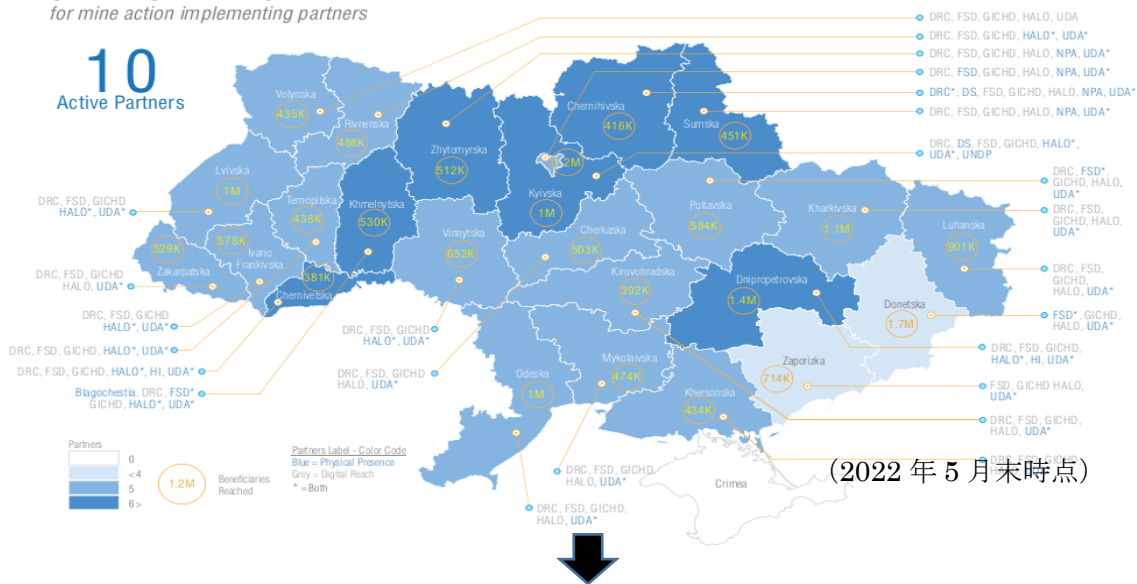 for mine action implementing partners
10
Active Partners
DRC, FSD, GICHD, HALO, UDA
DRC, FSD, GICHD, HALO*, UDA*
DRC, FSD, GICHD, HALO, NPA, UDA*
DRC, FSD, GICHD, HALO, NPA, UDA*
DRC*, DS, FSD, GICHD, HALO, NPA, UDA*
DRC, FSD, GICHD, HALO, NPA, UDA*
DRC, DS, FSD, GICHD, HALO*,
UDA*, UNDP
DRC, FSD*,
GICHD, HALO,
UDA*
DRC, FSD,
GICHD, HALO,
UDA*
DRC, FSD,
GICHD,
HALO, UDA*
FSD*, GICHD,
HALO, UDA*
DRC, FSD, GICHD,
HALO*, HI, UDA*
FSD, GICHD HALO,
UDA*
DRC, FSD, GICHD,
HALO, UDA*
DRC, FSD, GICHD,
(2022 年 5 月末時点)
Volynska
435K
Rivnenska
488K
Zhytomyrska
512K
Chernihivska
416K
Sumska
451K
Kyivska
1M
Lvivska
1M
Ternopilska
438K
Khmelnytska
530K
Vinnytska
652K
Cherkaska
503K
Poltavska
584K
Kharkivska
1.1M
Luhanska
901K
529K
Zakarpatska
578K
Ivano
Frankivska
381K
Chernivetska
Kirovohradska
392K
Dnipropetrovska
1.4M
Donetska
1.7M
Zaporizka
714K
Odeska
1M
Mykolaivska
474K
Khersonska
434K
Crimea
DRC, FSD, GICHD
HALO*, UDA*
DRC, FSD, GICHD
HALO, UDA*
DRC, FSD, GICHD
HALO*, UDA*
DRC, FSD, GICHD, HALO*, UDA*
DRC, FSD, GICHD, HALO*, HI, UDA*
Blagochestia, DRC, FSD*
GICHD, HALO*, UDA*
DRC, FSD, GICHD
HALO*, UDA*
DRC, FSD, GICHD
HALO, UDA*
DRC, FSD, GICHD,
HALO, UDA*
DRC, FSD, GICHD,
HALO, UDA*
Partners
0
<4
5
6>
1.2M
Beneficiaries
Reached
Partners Label - Color Code
Blue = Physical Presence
Grey = Digital Reach
* = Both